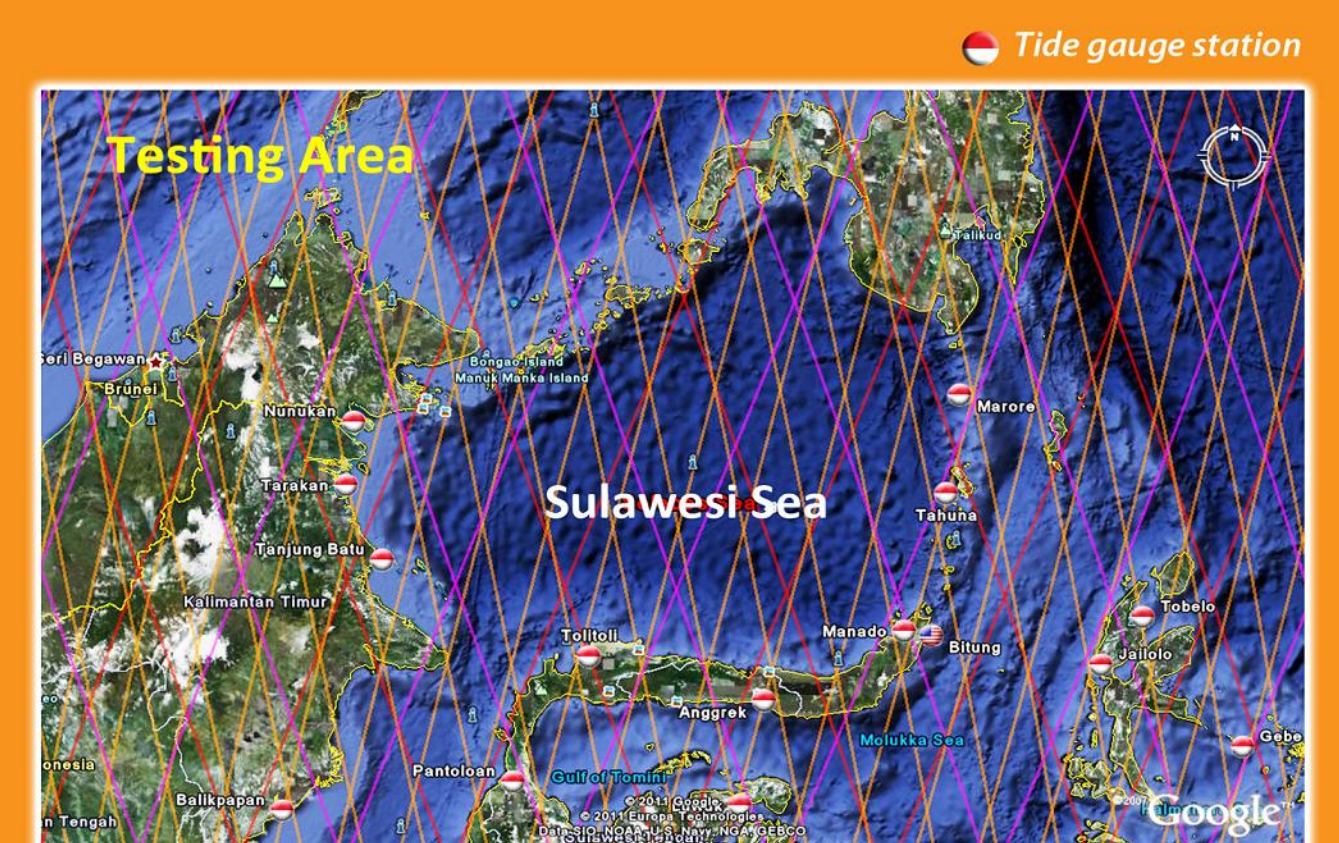 Tide gauge station
Testing Area
N
Talikud
Seri Begawan
Brunei
Bongao Island
Manuk Manka Island
Nunukan
Marore
Tarakan
Sulawesi Sea
Tahuna
Tanjung Batu
Kalimantan Timur
Tobelo
Tolitoli
Manado
Bitung
Jailolo
Anggrek
Gebe
Molukka Sea
onesia
Pantoloan
Gulf of Tomini
Balikpapan
© 2011 Google
© 2007
Google™
© 2011 Europa Technologies
n Tengah
Data SIO, NOAA, U.S. Navy, NGA, GEBCO